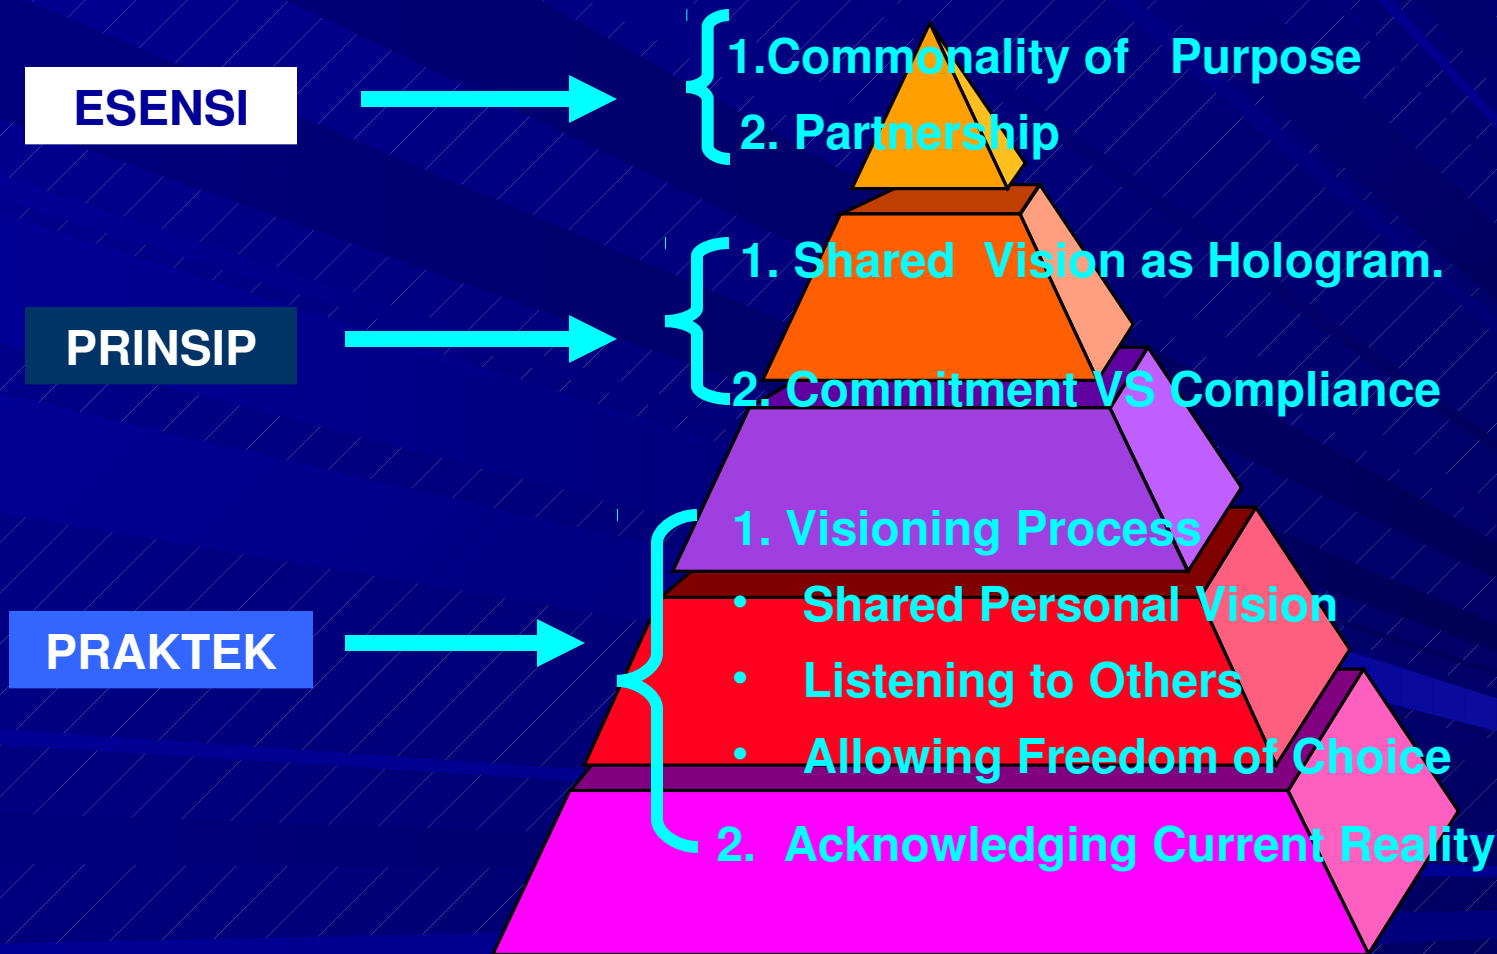 ESENSI
1.Commonality of Purpose
2. Partnership
PRINSIP
1. Shared Vision as Hologram.
2. Commitment VS Compliance
PRAKTEK
1. Visioning Process
• Shared Personal Vision
• Listening to Others
• Allowing Freedom of Choice
2. Acknowledging Current Reality